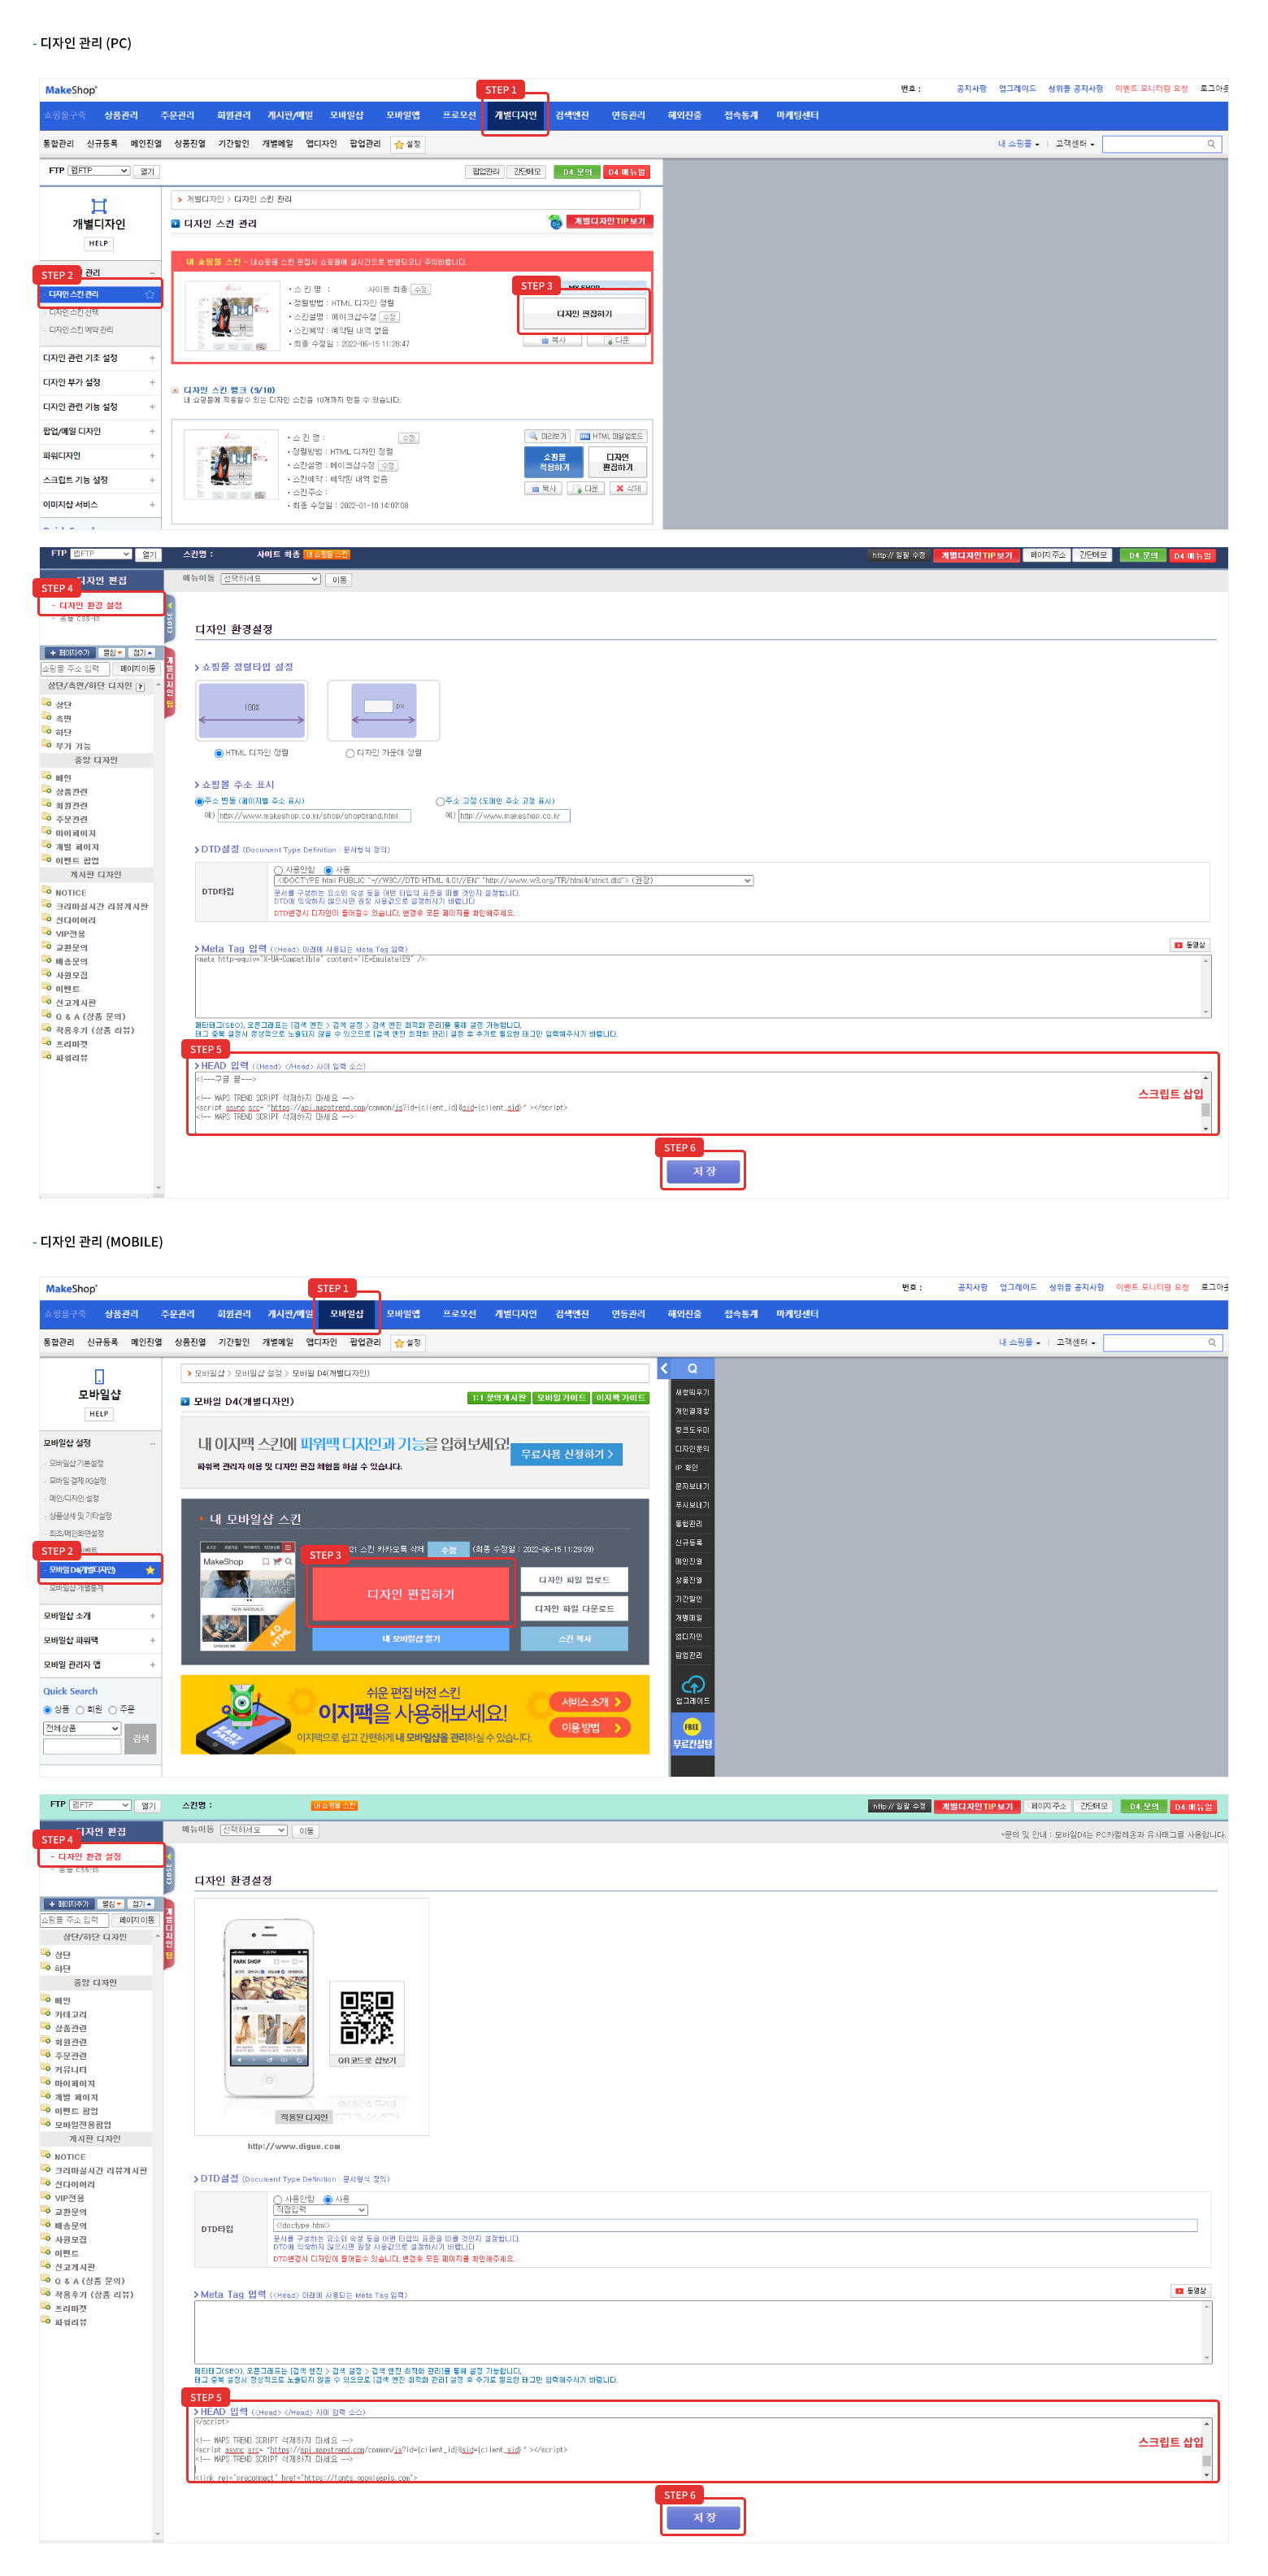 - 디자인 관리 (PC)
MakeShop
STEP 1
번호 :
공지사항 업그레이드 상위몰 공지사항 이벤트 모니터링 요청 로그아웃
쇼핑몰구축 상품관리 주문관리 회원관리 게시판/메일 모바일샵 모바일앱 프로모션 개별디자인 검색엔진 연동관리 해외진출 접속통계 마케팅센터
통합관리 신규등록 메인진열 상품진열 기간할인 개별메일 앱디자인 팝업관리 설정
내 쇼핑몰 고객센터
FTP 웹FTP 열기
팝업관리 간단메모 D4 문의 D4 매뉴얼
개별디자인
HELP
개별디자인 > 디자인 스킨 관리
디자인 스킨 관리
개별디자인TIP보기
STEP 2
관리
디자인 스킨 관리
디자인 스킨 선택
디자인 스킨 예약 관리
디자인 관련 기초 설정
디자인 부가 설정
디자인 관련 기능 설정
팝업/메일 디자인
파워디자인
스크립트 기능 설정
이미지샵 서비스
내 쇼핑몰 스킨 - 내쇼핑몰 스킨 편집시 쇼핑몰에 실시간으로 반영되오니 주의바랍니다.
• 스 킨 명 : 사이트 최종 수정
• 정렬방법 : HTML 디자인 정렬
• 스킨설명 : 메이크샵수정 수정
• 스킨예약 : 예약된 내역 없음
• 최종 수정일 : 2022-06-15 11:28:47
STEP 3
MY SHOP
디자인 편집하기
복사 다운
디자인 스킨 뱅크 (9/10)
내 쇼핑몰에 적용할수 있는 디자인 스킨을 10개까지 만들 수 있습니다.
• 스 킨 명 : 수정
• 정렬방법 : HTML 디자인 정렬
• 스킨설명 : 메이크샵수정 수정
• 스킨예약 : 예약된 내역 없음
• 스킨주소 :
• 최종 수정일 : 2022-01-10 14:07:08
미리보기 HTML 파일업로드
쇼핑몰 적용하기
디자인 편집하기
복사 다운 삭제
FTP 웹FTP 열기
스킨명 : 사이트 최종 내 쇼핑몰 스킨
http:// 일괄 수정 개별디자인TIP보기 페이지 주소 간단메모 D4 문의 D4 매뉴얼
디자인 편집
메뉴이동 선택하세요 이동
STEP 4
- 디자인 환경 설정
- 공통 css-js
CLOSE
개별디자인 팁
+ 페이지추가 펼침 접기
쇼핑몰 주소 입력 페이지이동
상단/측면/하단 디자인 ?
상단
측면
하단
부가 기능
중앙 디자인
메인
상품관련
회원관련
주문관련
마이페이지
개별 페이지
이벤트 팝업
게시판 디자인
NOTICE
크리마실시간 리뷰게시판
신다이어리
VIP전용
교환문의
배송문의
사원모집
이벤트
신고게시판
Q & A (상품 문의)
착용후기 (상품 리뷰)
프리마켓
파워리뷰
디자인 환경설정
쇼핑몰 정렬타입 설정
100%
px
HTML 디자인 정렬 디자인 가운데 정렬
쇼핑몰 주소 표시
주소 변동 (페이지별 주소 표시) 주소 고정 (도메인 주소 고정 표시)
예) http://www.makeshop.co.kr/shop/shopbrand.html 예) http://www.makeshop.co.kr
DTD설정 (Document Type Definition : 문서형식 정의)
DTD타입
사용안함 사용
<!DOCTYPE html PUBLIC "-//W3C//DTD HTML 4.01//EN" "http://www.w3.org/TR/html4/strict.dtd"> (권장)
문서를 구성하는 요소와 속성 등을 어떤 타입의 표준을 따를 것인지 설정합니다.
DTD에 익숙하지 않으시면 권장 사용값으로 설정하시기 바랍니다
DTD변경시 디자인이 틀어질수 있습니다. 변경후 모든 페이지를 확인해주세요.
Meta Tag 입력 (<Head> 아래에 사용되는 Meta Tag 입력)
동영상
<meta http-equiv="X-UA-Compatible" content="IE=EmulateIE9" />
메타태그(SEO), 오픈그래프는 [검색 엔진 > 검색 설정 > 검색 엔진 최적화 관리]를 통해 설정 가능합니다.
태그 중복 설정시 정상적으로 노출되지 않을 수 있으므로 [검색 엔진 최적화 관리] 설정 후 추가로 필요한 태그만 입력해주시기 바랍니다.
STEP 5
HEAD 입력 (<Head> </Head> 사이 입력 소스)
<!---구글 끝--->
<!-- MAPS TREND SCRIPT 삭제하지 마세요 -->
<script async src= "https://api.mapstrend.com/common/js?id={client_id}&sid={client_sid}" ></script>
<!-- MAPS TREND SCRIPT 삭제하지 마세요 -->
스크립트 삽입
STEP 6
저 장
- 디자인 관리 (MOBILE)
MakeShop
STEP 1
번호 :
공지사항 업그레이드 상위몰 공지사항 이벤트 모니터링 요청 로그아웃
쇼핑몰구축 상품관리 주문관리 회원관리 게시판/메일 모바일샵 모바일앱 프로모션 개별디자인 검색엔진 연동관리 해외진출 접속통계 마케팅센터
통합관리 신규등록 메인진열 상품진열 기간할인 개별메일 앱디자인 팝업관리 설정
내 쇼핑몰 고객센터
모바일샵
HELP
모바일샵 설정
모바일샵 기본설정
모바일 결제 PG설정
메인/디자인 설정
상품상세 및 기타설정
최초/메인화면설정
STEP 2
모바일 D4(개별디자인)
모바일샵 개별통계
모바일샵 소개
모바일샵 파워팩
모바일 관리자 앱
Quick Search
상품 회원 주문
전체상품
검색
모바일샵 > 모바일샵 설정 > 모바일 D4(개별디자인)
모바일 D4(개별디자인)
1:1 문의게시판 모바일 가이드 이지팩 가이드
내 이지팩 스킨에 파워팩 디자인과 기능을 입혀보세요!
파워팩 관리자 이용 및 디자인 편집 체험을 하실 수 있습니다.
무료사용 신청하기 >
내 모바일샵 스킨
MakeShop
SAMPLE IMAGE
NEW ARRIVALS
CHOOSE ME
4.0 HTML
STEP 3
21 스킨 카카오톡 삭제 수정 (최종 수정일 : 2022-06-15 11:29:09)
디자인 편집하기
디자인 파일 업로드
디자인 파일 다운로드
내 모바일샵 열기
스킨 복사
EASY PACK
쉬운 편집 버전 스킨
이지팩을 사용해보세요!
이지팩으로 쉽고 간편하게 내 모바일샵을 관리하실 수 있습니다.
서비스 소개
이용 방법
Q
새창띄우기
개인결제창
링크도우미
디자인문의
IP 확인
문자보내기
푸시보내기
통합관리
신규등록
메인진열
상품진열
기간할인
개별메일
앱디자인
팝업관리
업그레이드
FREE
무료컨설팅
FTP 웹FTP 열기
스킨명 : 내 쇼핑몰 스킨
http:// 일괄 수정 개별디자인TIP보기 페이지 주소 간단메모 D4 문의 D4 매뉴얼
디자인 편집
메뉴이동 선택하세요 이동
*문의 및 안내 : 모바일D4는 PC카멜레온과 유사태그를 사용합니다.
STEP 4
- 디자인 환경 설정
- 공통 css-js
CLOSE
개별디자인 팁
+ 페이지추가 펼침 접기
쇼핑몰 주소 입력 페이지이동
상단/하단 디자인
상단
하단
중앙 디자인
메인
카테고리
상품관련
회원관련
주문관련
커뮤니티
마이페이지
개별 페이지
이벤트 팝업
모바일전용팝업
게시판 디자인
NOTICE
크리마실시간 리뷰게시판
신다이어리
VIP전용
교환문의
배송문의
사원모집
이벤트
신고게시판
Q & A (상품 문의)
착용후기 (상품 리뷰)
프리마켓
파워리뷰
디자인 환경설정
PARK SHOP
QR코드로 샵보기
적용된 디자인
http://www.digue.com
DTD설정 (Document Type Definition : 문서형식 정의)
DTD타입
사용안함 사용
직접입력
<!doctype html>
문서를 구성하는 요소와 속성 등을 어떤 타입의 표준을 따를 것인지 설정합니다.
DTD에 익숙하지 않으시면 권장 사용값으로 설정하시기 바랍니다
DTD변경시 디자인이 틀어질수 있습니다. 변경후 모든 페이지를 확인해주세요.
Meta Tag 입력 (<Head> 아래에 사용되는 Meta Tag 입력)
동영상
메타태그(SEO), 오픈그래프는 [검색 엔진 > 검색 설정 > 검색 엔진 최적화 관리]를 통해 설정 가능합니다.
태그 중복 설정시 정상적으로 노출되지 않을 수 있으므로 [검색 엔진 최적화 관리] 설정 후 추가로 필요한 태그만 입력해주시기 바랍니다.
STEP 5
HEAD 입력 (<Head> </Head> 사이 입력 소스)
</script>
<!-- MAPS TREND SCRIPT 삭제하지 마세요 -->
<script async src= "https://api.mapstrend.com/common/js?id={client_id}&sid={client_sid}" ></script>
<!-- MAPS TREND SCRIPT 삭제하지 마세요 -->
<link rel="preconnect" href="https://fonts.googleapis.com">
스크립트 삽입
STEP 6
저 장